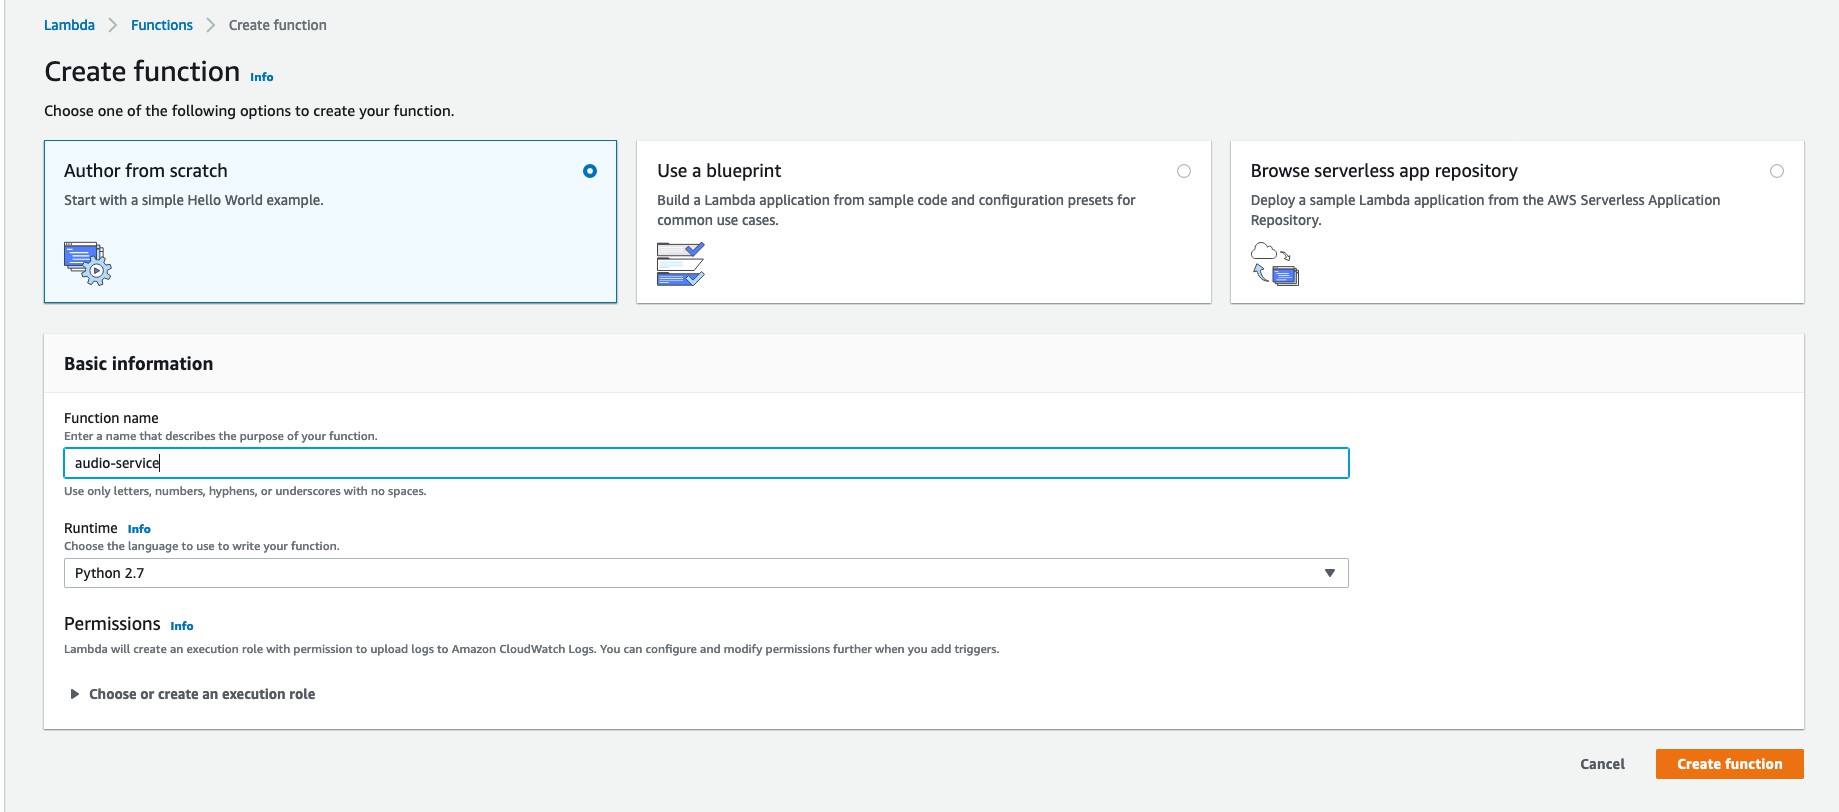 Lambda > Functions > Create function
Create function Info
Choose one of the following options to create your function.
Author from scratch
Start with a simple Hello World example.
Use a blueprint
Build a Lambda application from sample code and configuration presets for
common use cases.
Browse serverless app repository
Deploy a sample Lambda application from the AWS Serverless Application
Repository.
Basic information
Function name
Enter a name that describes the purpose of your function.
audio-service
Use only letters, numbers, hyphens, or underscores with no spaces.
Runtime Info
Choose the language to use to write your function.
Python 2.7
Permissions Info
Lambda will create an execution role with permission to upload logs to Amazon CloudWatch Logs. You can configure and modify permissions further when you add triggers.
Choose or create an execution role
Cancel Create function